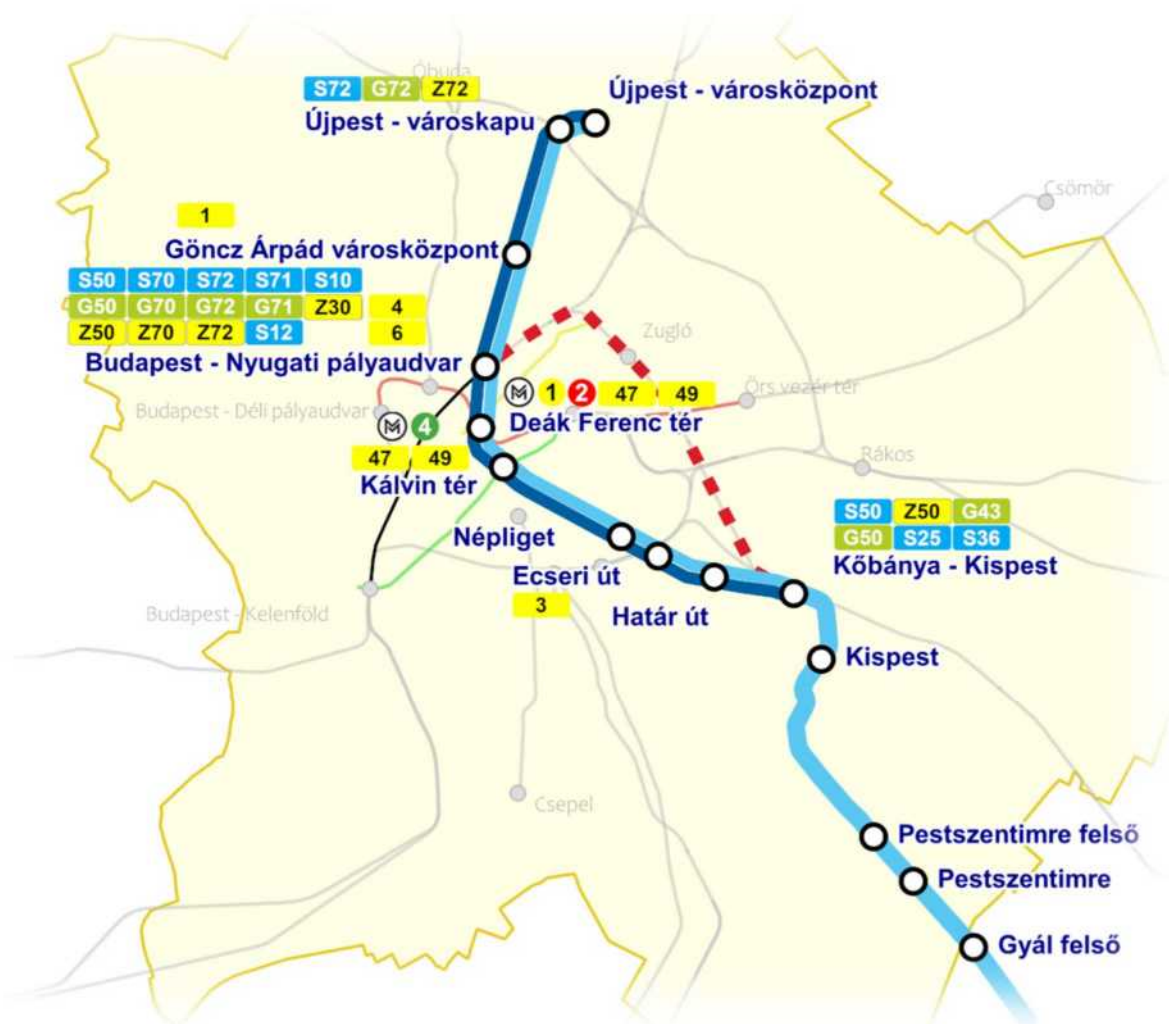 Óbuda
S72 G72 Z72
Újpest - városkapu
Újpest - városközpont
Csömör
1
Göncz Árpád városközpont
S50 S70 S72 S71 S10
G50 G70 G72 G71 Z30 4
Z50 Z70 Z72 S12 6
Budapest - Nyugati pályaudvar
Zugló
M 1 2 47 49
Deák Ferenc tér
Örs vezér tér
Budapest - Déli pályaudvar
M 4
47 49
Kálvin tér
Rákos
S50 Z50 G43
G50 S25 S36
Kőbánya - Kispest
Népliget
Ecseri út
3
Határ út
Budapest - Kelenföld
Kispest
Csepel
Pestszentimre felső
Pestszentimre
Gyál felső